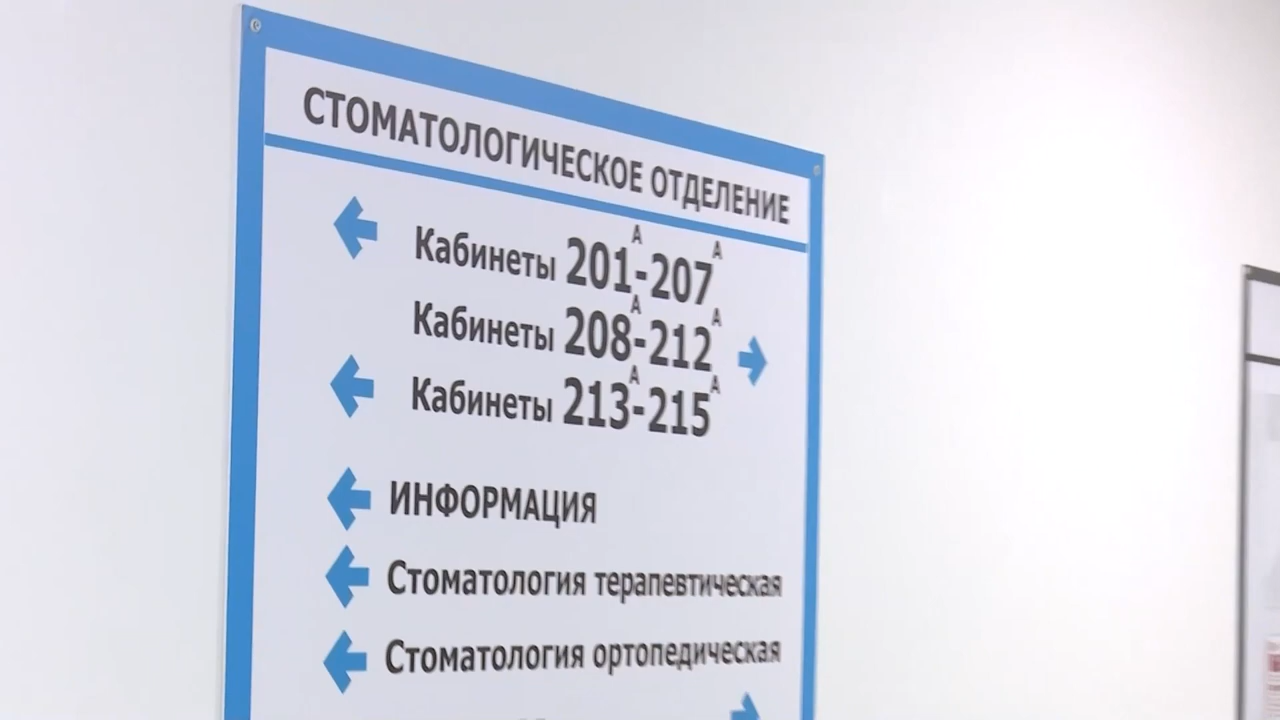 СТОМАТОЛОГИЧЕСКОЕ ОТДЕЛЕНИЕ
Кабинеты 201А-207А
Кабинеты 208А-212А
Кабинеты 213А-215А
ИНФОРМАЦИЯ
Стоматология терапевтическая
Стоматология ортопедическая